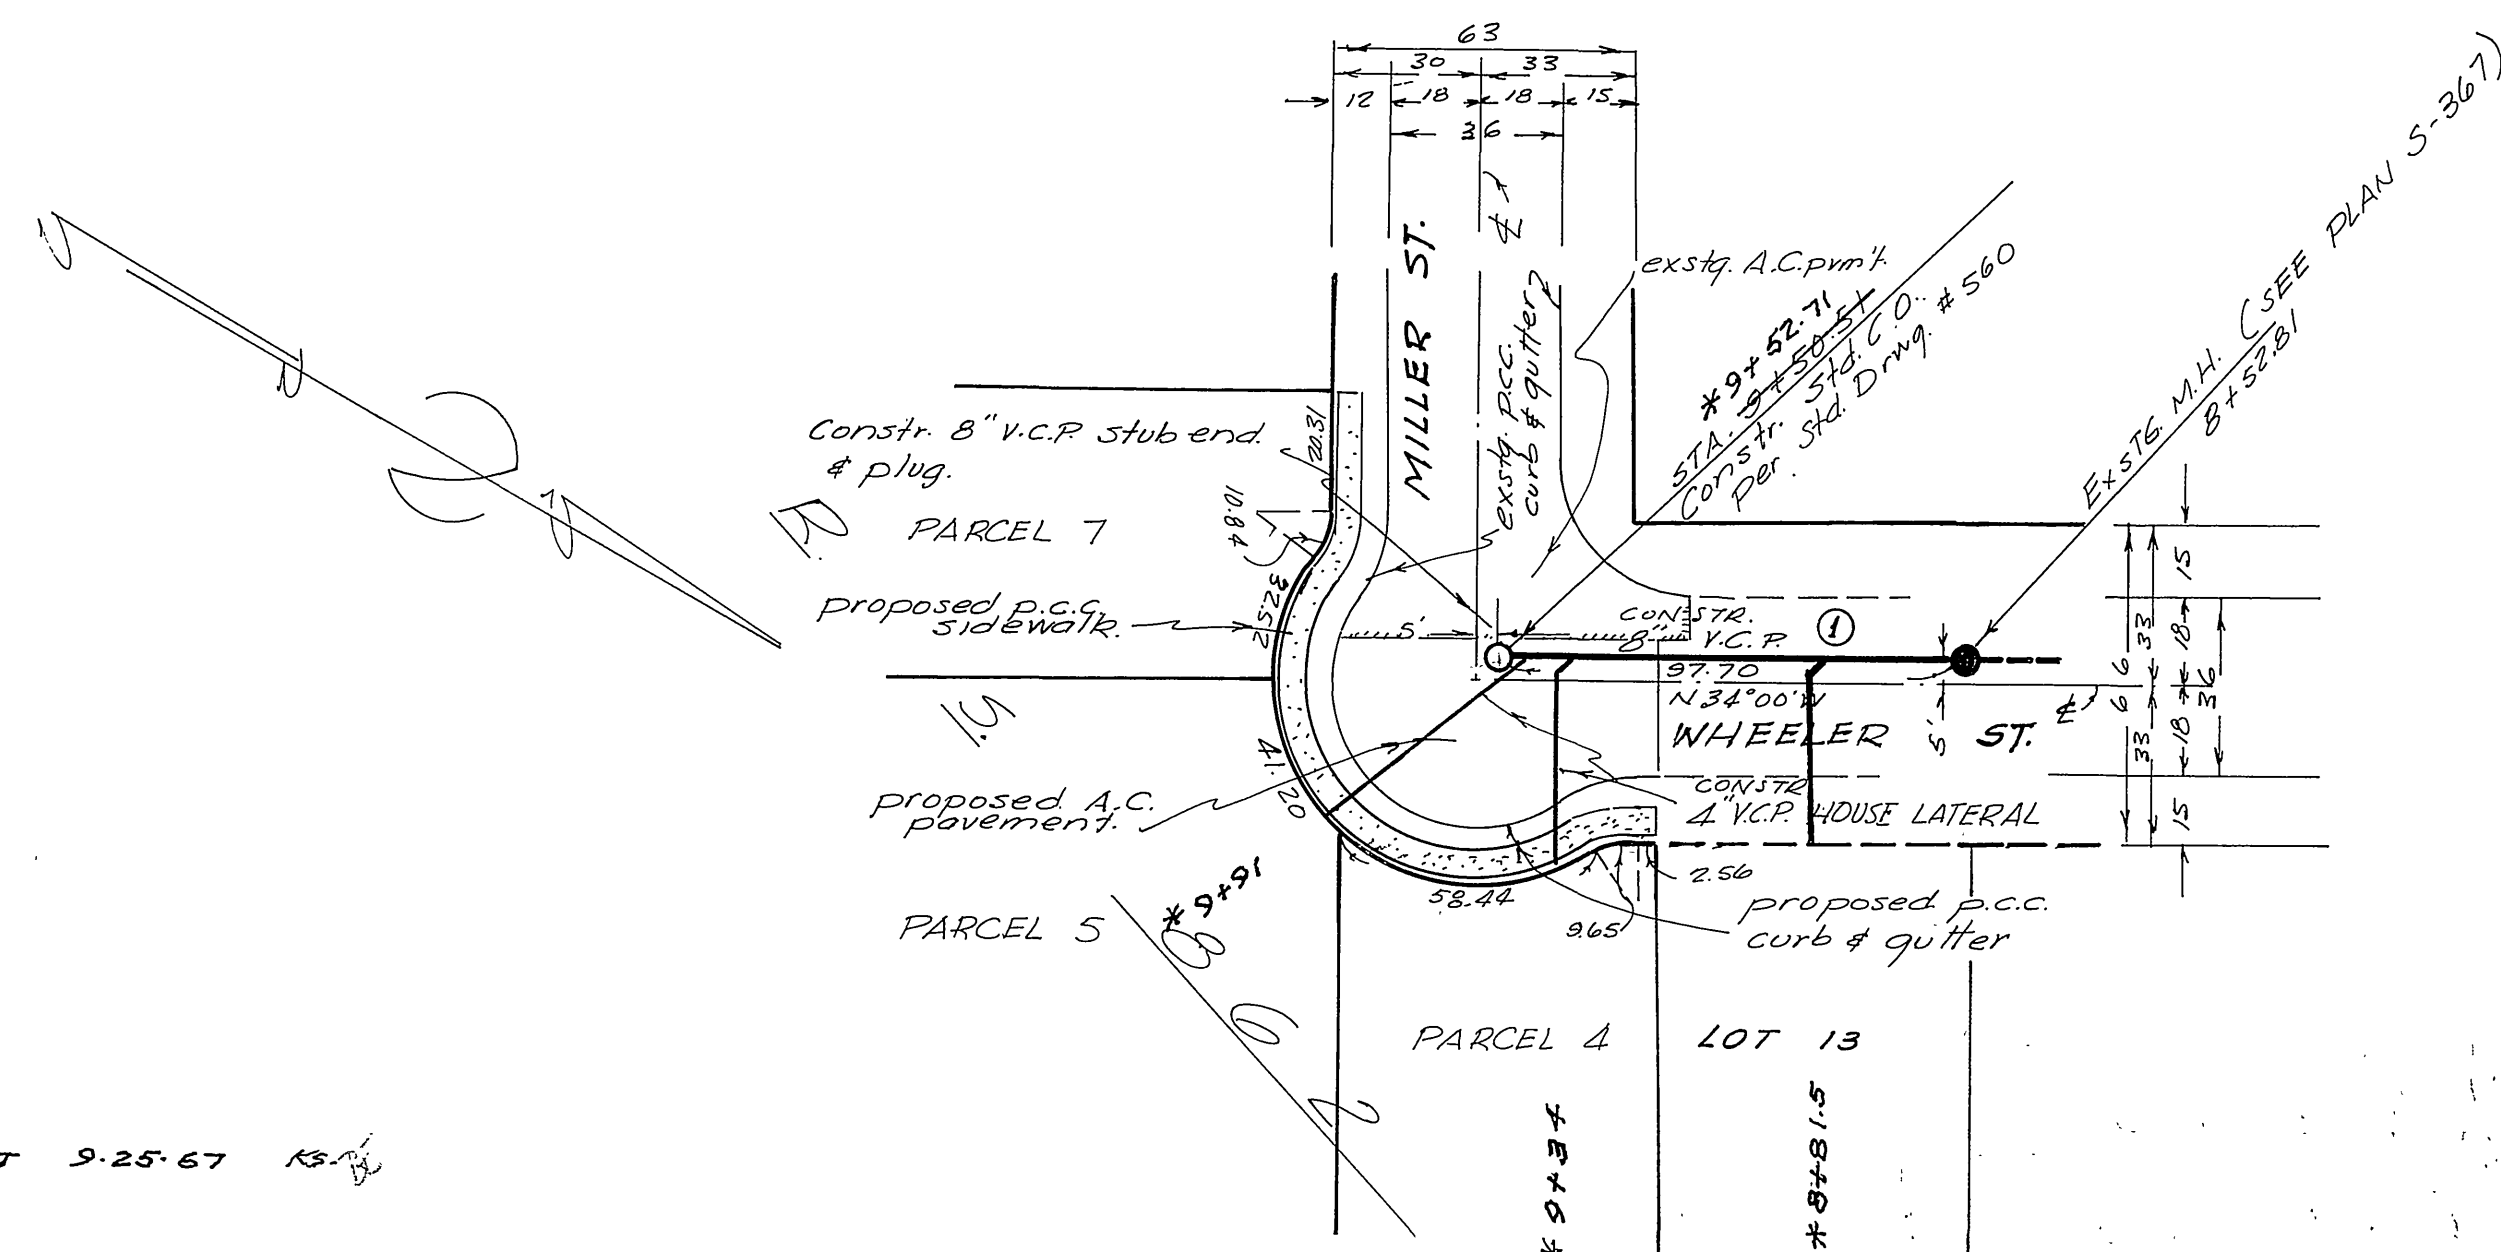 63
30 33
12 18 18 15
36
MILLER ST.
℄
exstg. A.C. pvm't.
exstg. p.c.c.
curb & gutter
* 9+52.71
STA. 9+50.51
Constr. Std. C.O.
per. std. Drwg. #560
Exstg. M.H. (SEE PLAN S-367)
8+52.81
Constr. 8" V.C.P. stub end.
& plug.
20.31
10.84
PARCEL 7
proposed p.c.c.
sidewalk.
25.23
5'
CONSTR.
8" V.C.P.
1
97.70
N 34°00'W
WHEELER ST.
℄
5'
15
33
18
66
36
33
18
15
41.20
proposed A.C.
pavement.
CONSTR
4" V.C.P. HOUSE LATERAL
2.56
58.44
9.65
proposed p.c.c.
curb & gutter
PARCEL 5
* 9+91
PARCEL 4 LOT 13
* 9+34
* 8+81.5
9.25.67 KS-